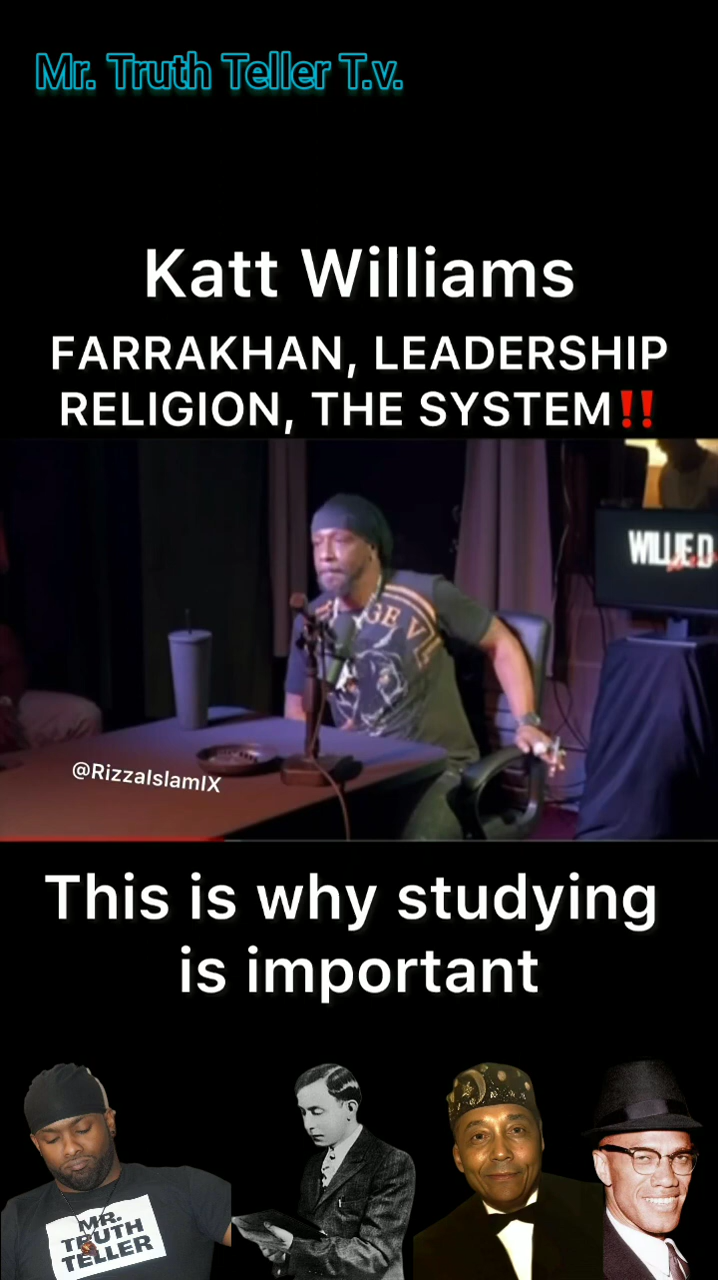 Mr. Truth Teller T.v.
Katt Williams
FARRAKHAN, LEADERSHIP
RELIGION, THE SYSTEM‼️
WILLIE D
@RizzaIslamIX
This is why studying
is important
MR.
TRUTH
TELLER